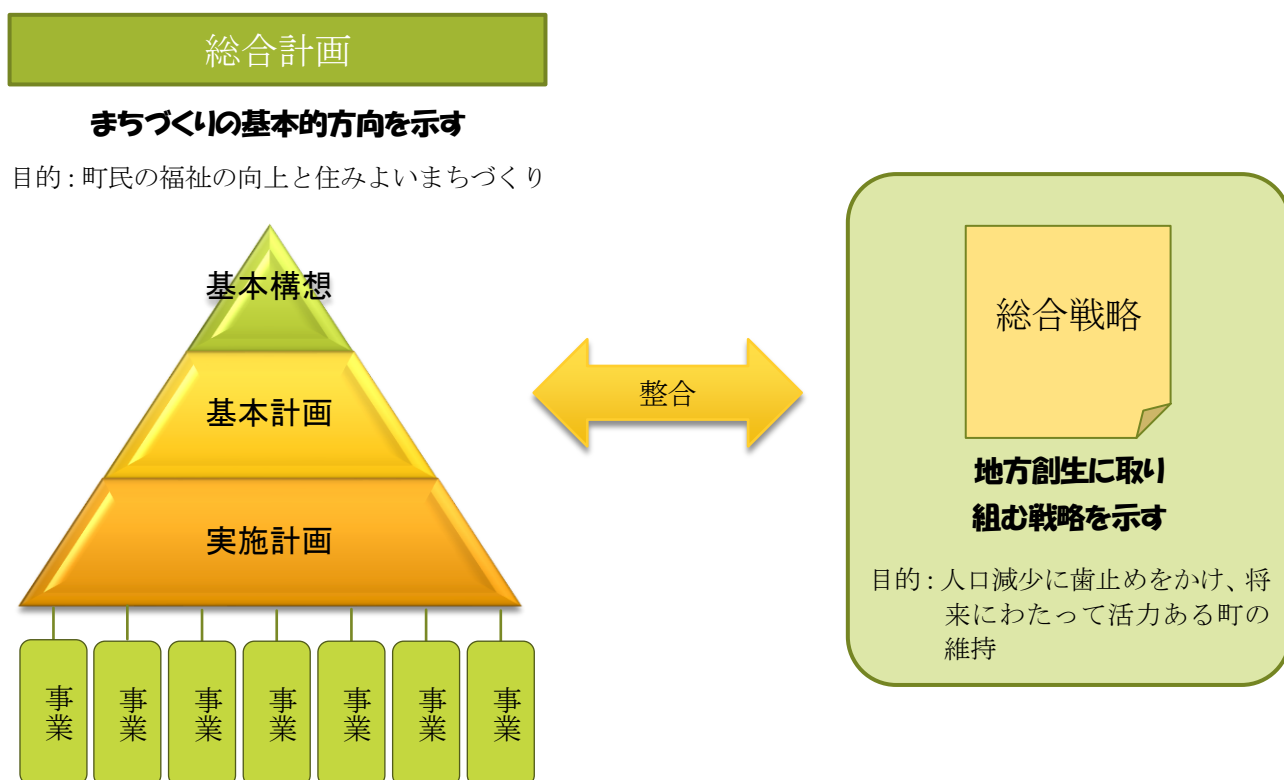 総合計画
まちづくりの基本的方向を示す
目的：町民の福祉の向上と住みよいまちづくり
基本構想
基本計画
実施計画
事業
事業
事業
事業
事業
事業
事業
整合
総合戦略
地方創生に取り
組む戦略を示す
目的：人口減少に歯止めをかけ、将
来にわたって活力ある町の
維持